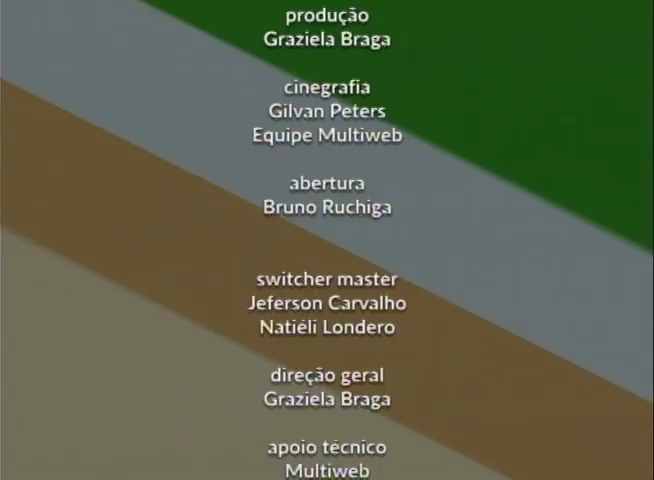 produção
Graziela Braga
cinegrafia
Gilvan Peters
Equipe Multiweb
abertura
Bruno Ruchiga
switcher master
Jeferson Carvalho
Natiéli Londero
direção geral
Graziela Braga
apoio técnico
Multiweb